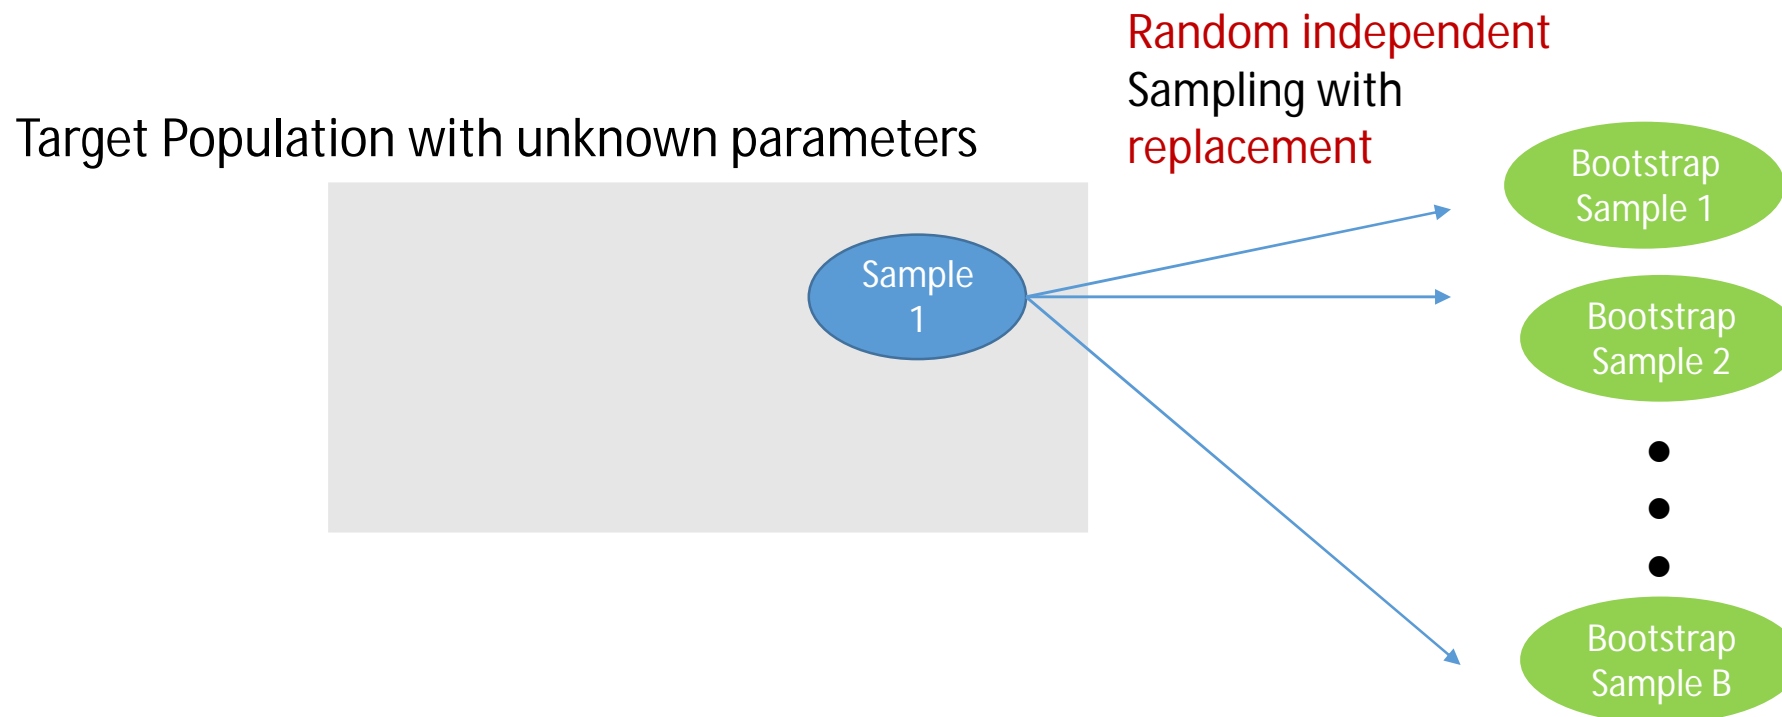 Random independent
Sampling with
replacement
Target Population with unknown parameters
Sample
1
Bootstrap
Sample 1
Bootstrap
Sample 2
Bootstrap
Sample B